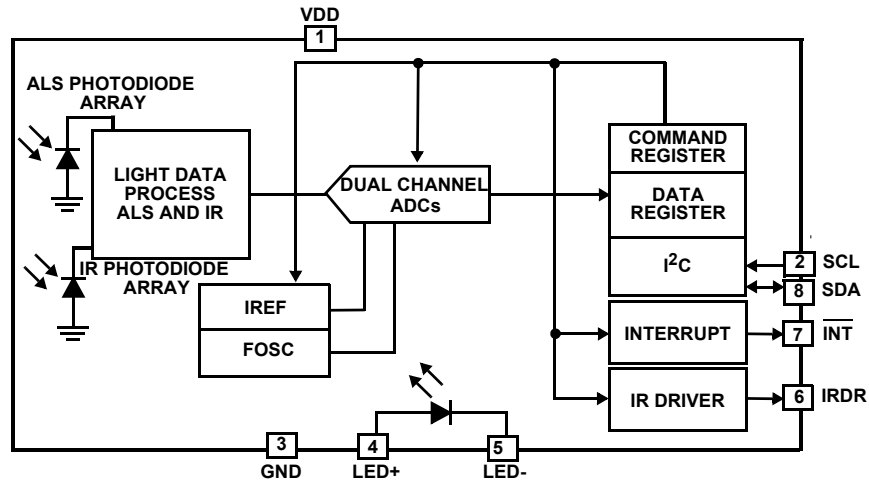 VDD
1
ALS PHOTODIODE
ARRAY
LIGHT DATA
PROCESS
ALS AND IR
DUAL CHANNEL
ADCs
COMMAND
REGISTER
DATA
REGISTER
I²C
2 SCL
8 SDA
IR PHOTODIODE
ARRAY
IREF
FOSC
INTERRUPT
7 INT
IR DRIVER
6 IRDR
3
GND
4
LED+
5
LED-